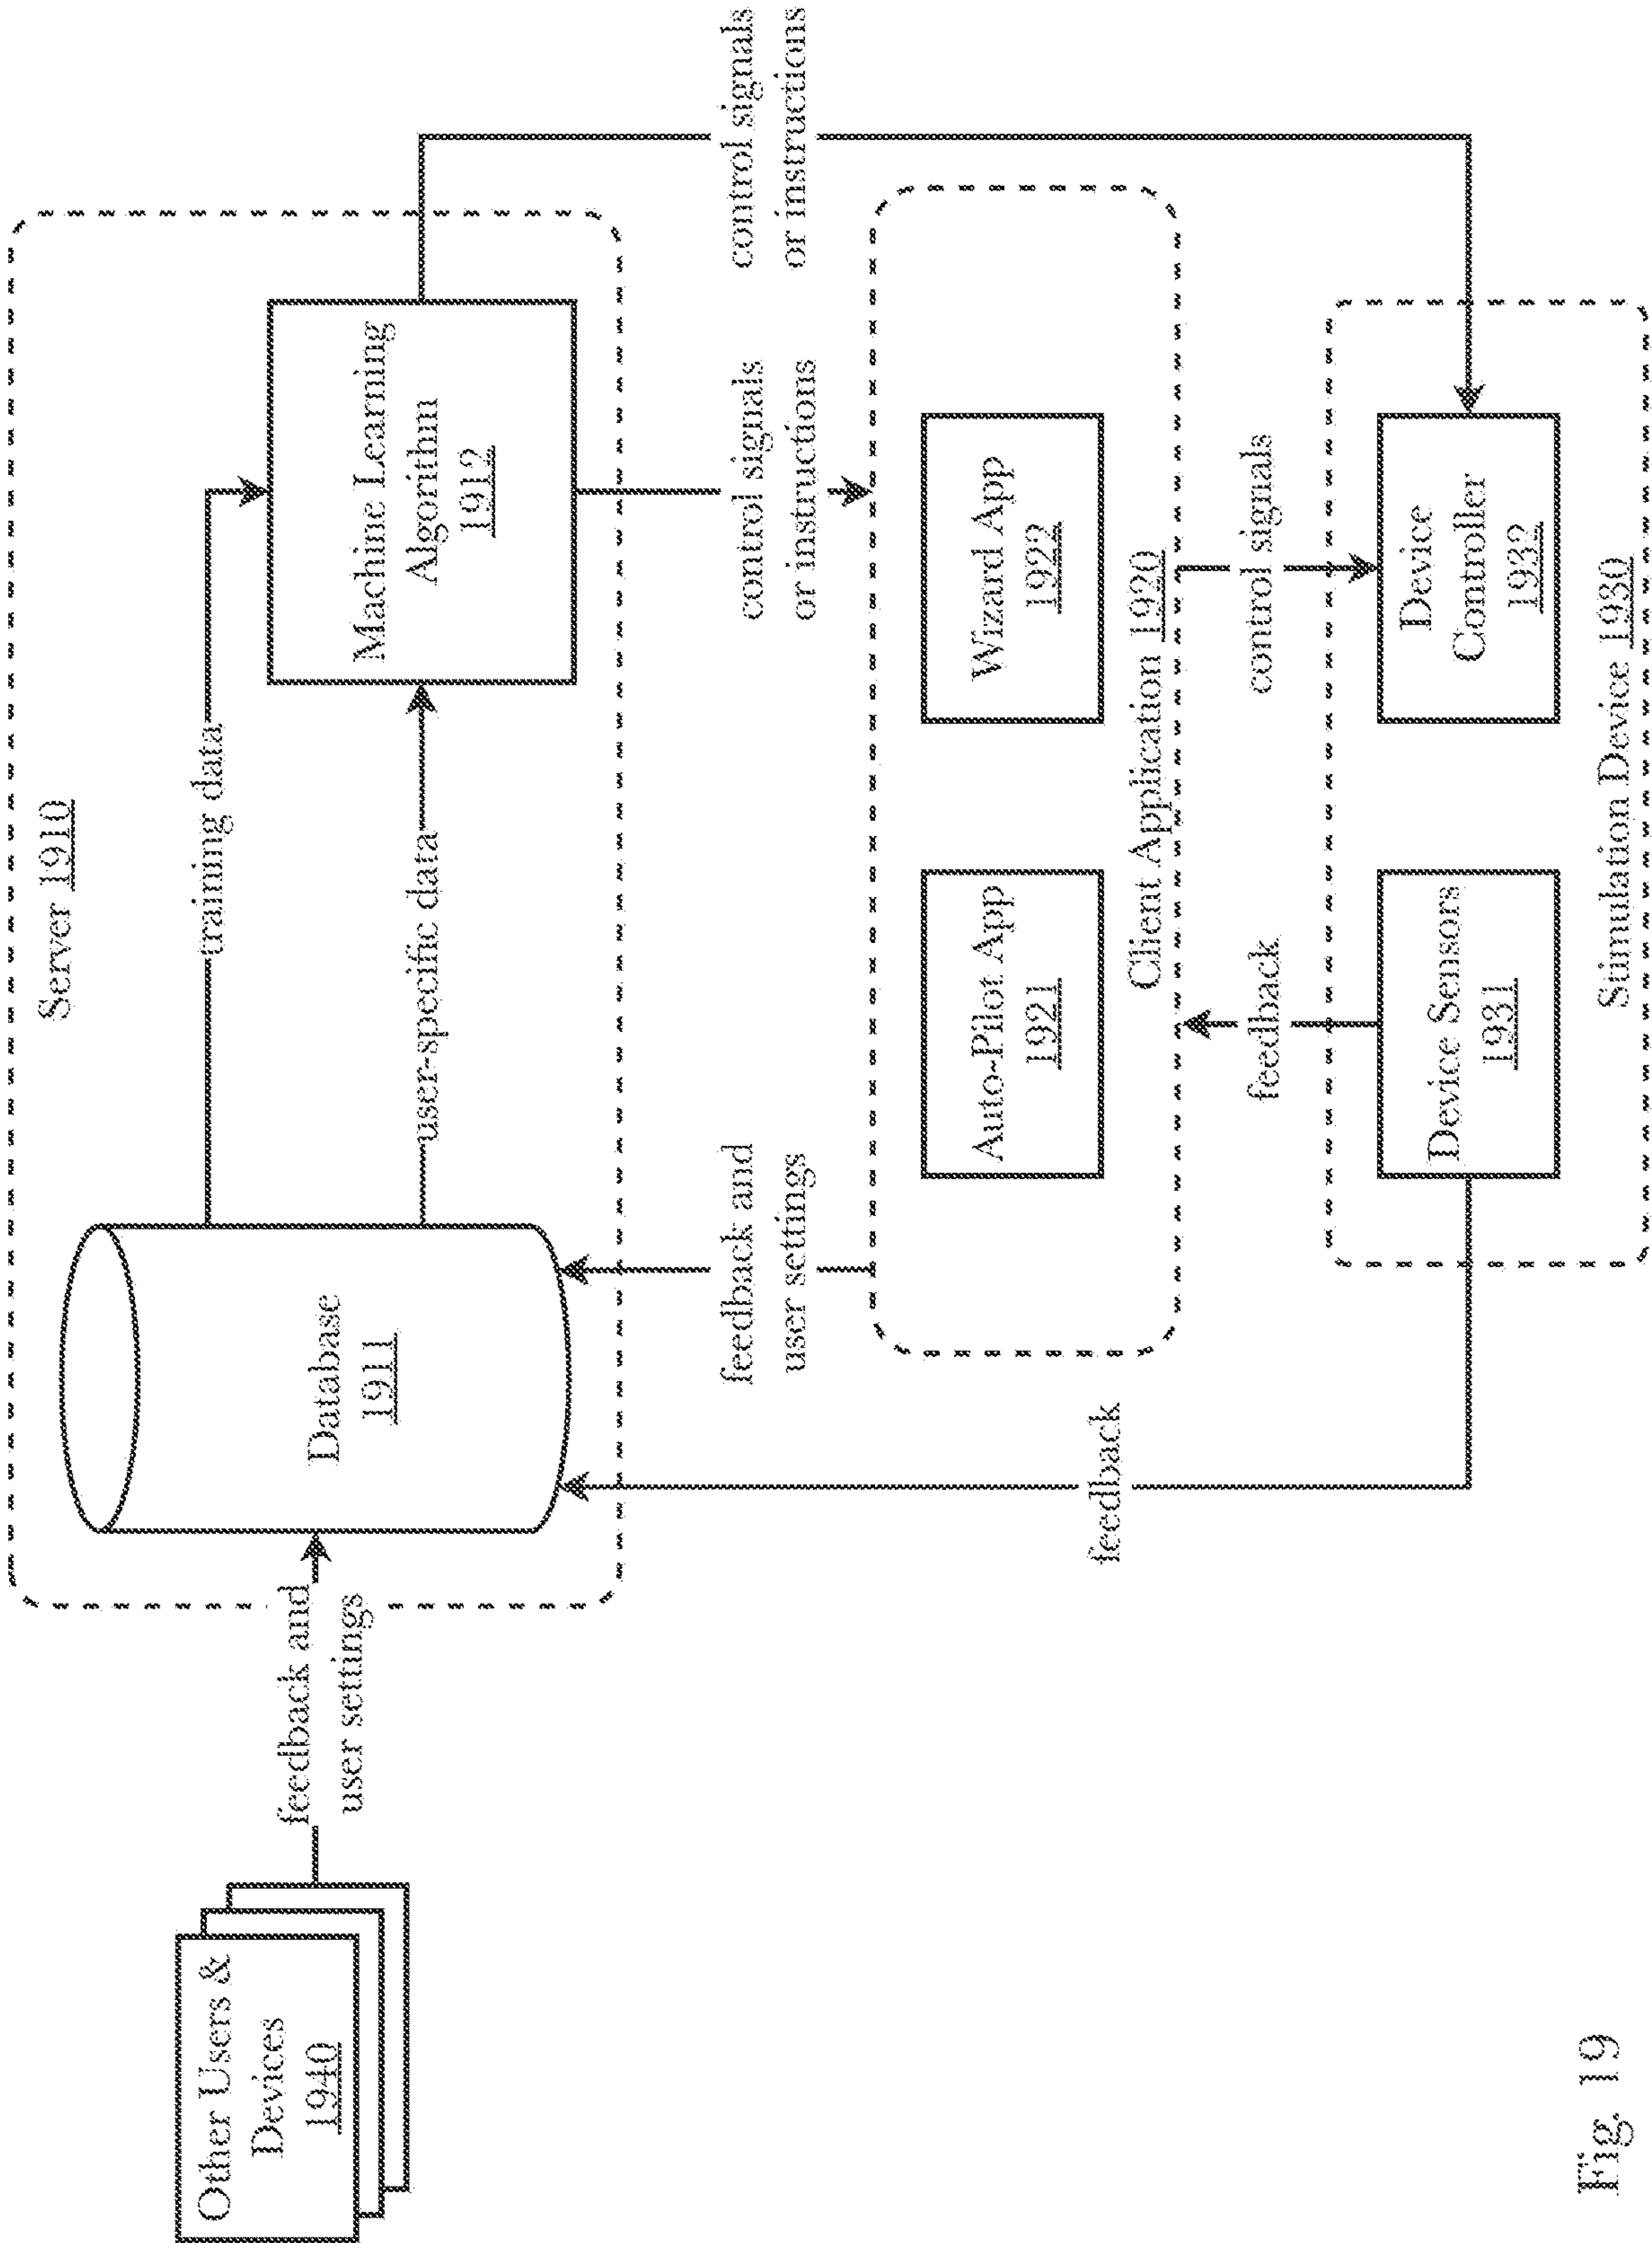 Server 1910
Other Users &
Devices
1940
feedback and
user settings
Database
1911
training data
user-specific data
Machine Learning
Algorithm
1912
feedback
feedback and
user settings
control signals
or instructions
control signals
or instructions
Auto-Pilot App
1921
Wizard App
1922
Client Application 1920
feedback
control signals
Device Sensors
1931
Device
Controller
1932
Stimulation Device 1930
Fig. 19